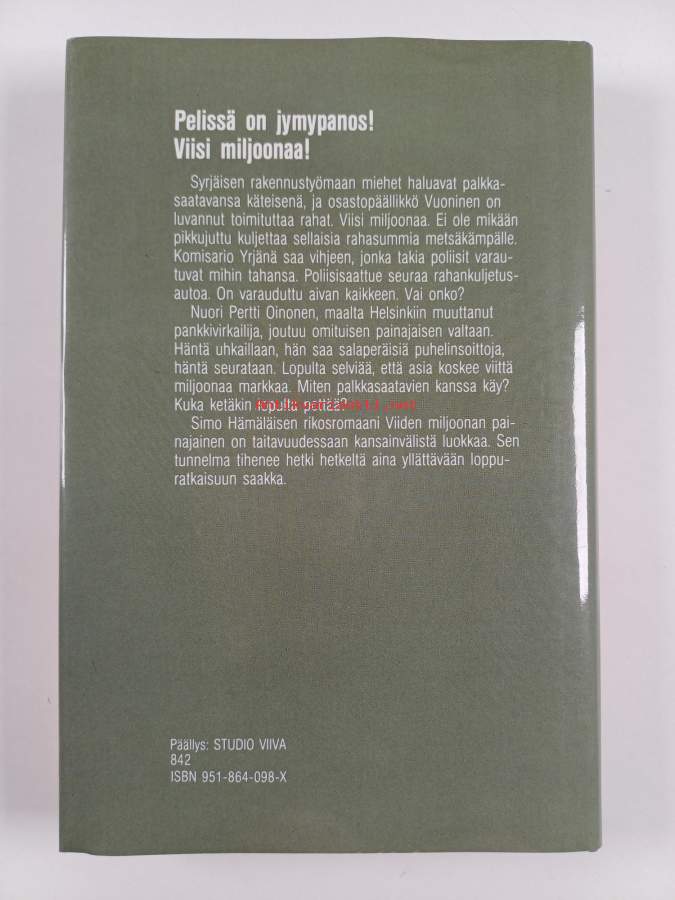 Pelissä on jymypanos!
Viisi miljoonaa!
Syrjäisen rakennustyömaan miehet haluavat palkka-
saatavansa käteisenä, ja osastopäällikkö Vuoninen on
luvannut toimituttaa rahat. Viisi miljoonaa. Ei ole mikään
pikkujuttu kuljettaa sellaisia rahasummia metsäkämpälle.
Komisario Yrjänä saa vihjeen, jonka takia poliisit varau-
tuvat mihin tahansa. Poliisisaattue seuraa rahankuljetus-
autoa. On varauduttu aivan kaikkeen. Vai onko?
Nuori Pertti Oinonen, maalta Helsinkiin muuttanut
pankkivirkailija, joutuu omituisen painajaisen valtaan.
Häntä uhkaillaan, hän saa salaperäisiä puhelinsoittoja,
häntä seurataan. Lopulta selviää, että asia koskee viittä
miljoonaa markkaa. Miten palkkasaatavien kanssa käy?
Kuka ketäkin lopulta vetää?
Simo Hämäläisen rikosromaani Viiden miljoonan pai-
najainen on taitavuudessaan kansainvälistä luokkaa. Sen
tunnelma tihenee hetki hetkeltä aina yllättävään loppu-
ratkaisuun saakka.
Päällys: STUDIO VIIVA
842
ISBN 951-864-098-X